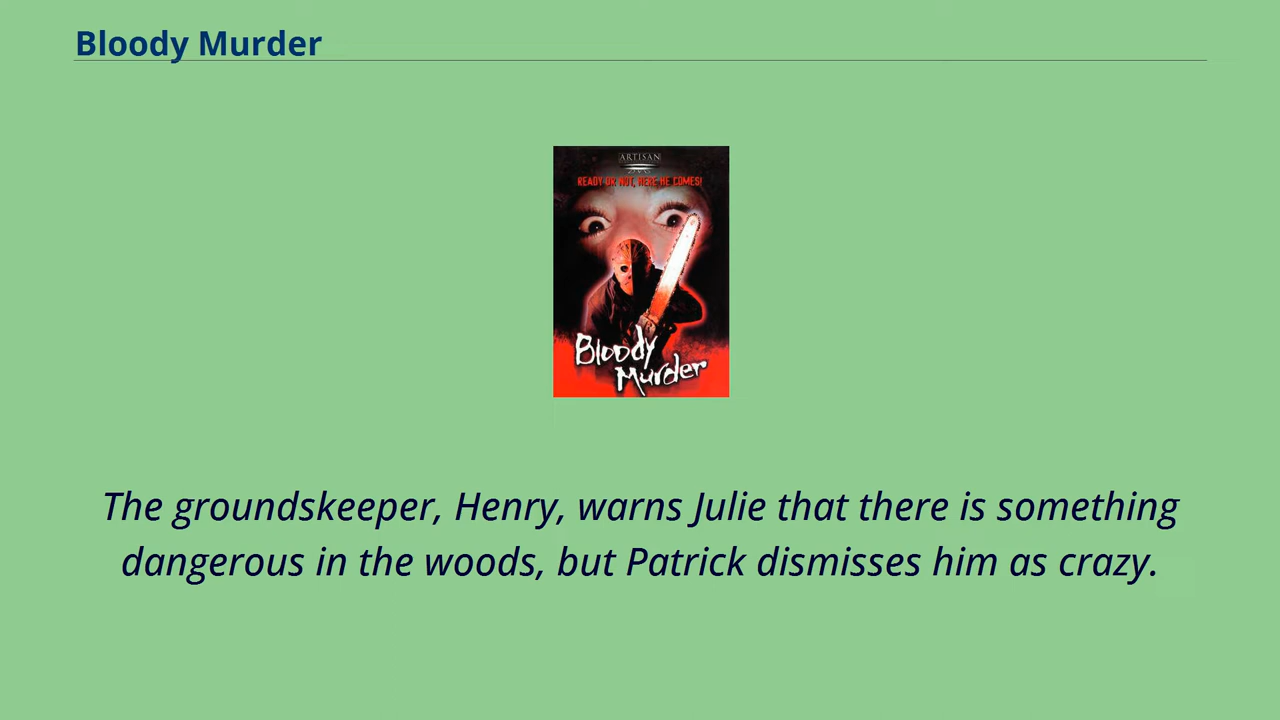 Bloody Murder
ARTISAN
READY OR NOT, HERE HE COMES!
Bloody
Murder
The groundskeeper, Henry, warns Julie that there is something
dangerous in the woods, but Patrick dismisses him as crazy.